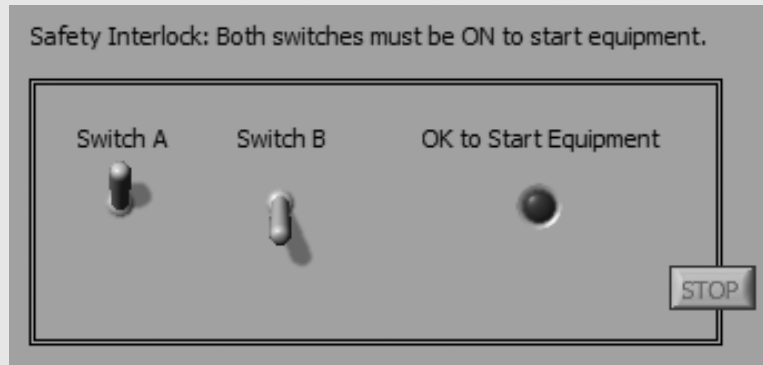 Safety Interlock: Both switches must be ON to start equipment.
Switch A
Switch B
OK to Start Equipment
STOP